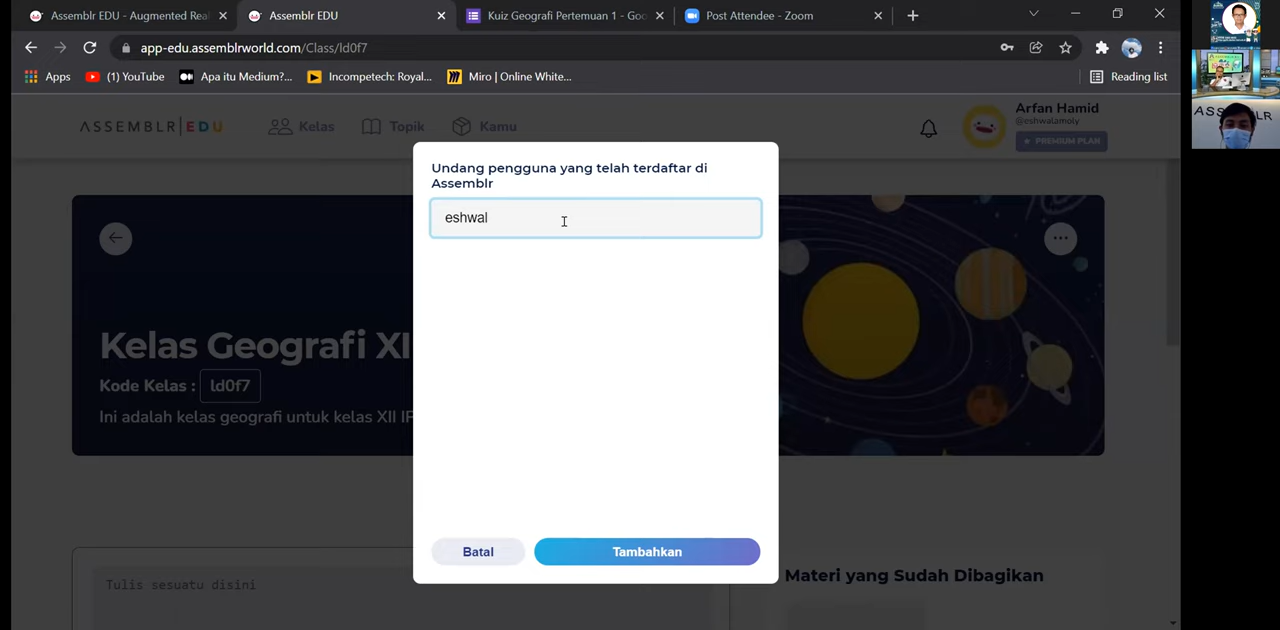 Assemblr EDU - Augmented Real
Assemblr EDU
Kuiz Geografi Pertemuan 1 - Goo
Post Attendee - Zoom
app-edu.assemblrworld.com/Class/ld0f7
Apps
(1) YouTube
Apa itu Medium?...
Incompetech: Royal...
Miro | Online White...
Reading list
ASSEMBLR EDU
Kelas
Topik
Kamu
Arfan Hamid
@eshwalamoly
PREMIUM PLAN
Undang pengguna yang telah terdaftar di
Assemblr
eshwal
Kelas Geografi XI
Kode Kelas : ld0f7
Ini adalah kelas geografi untuk kelas XII IP
Batal
Tambahkan
Tulis sesuatu disini
Materi yang Sudah Dibagikan